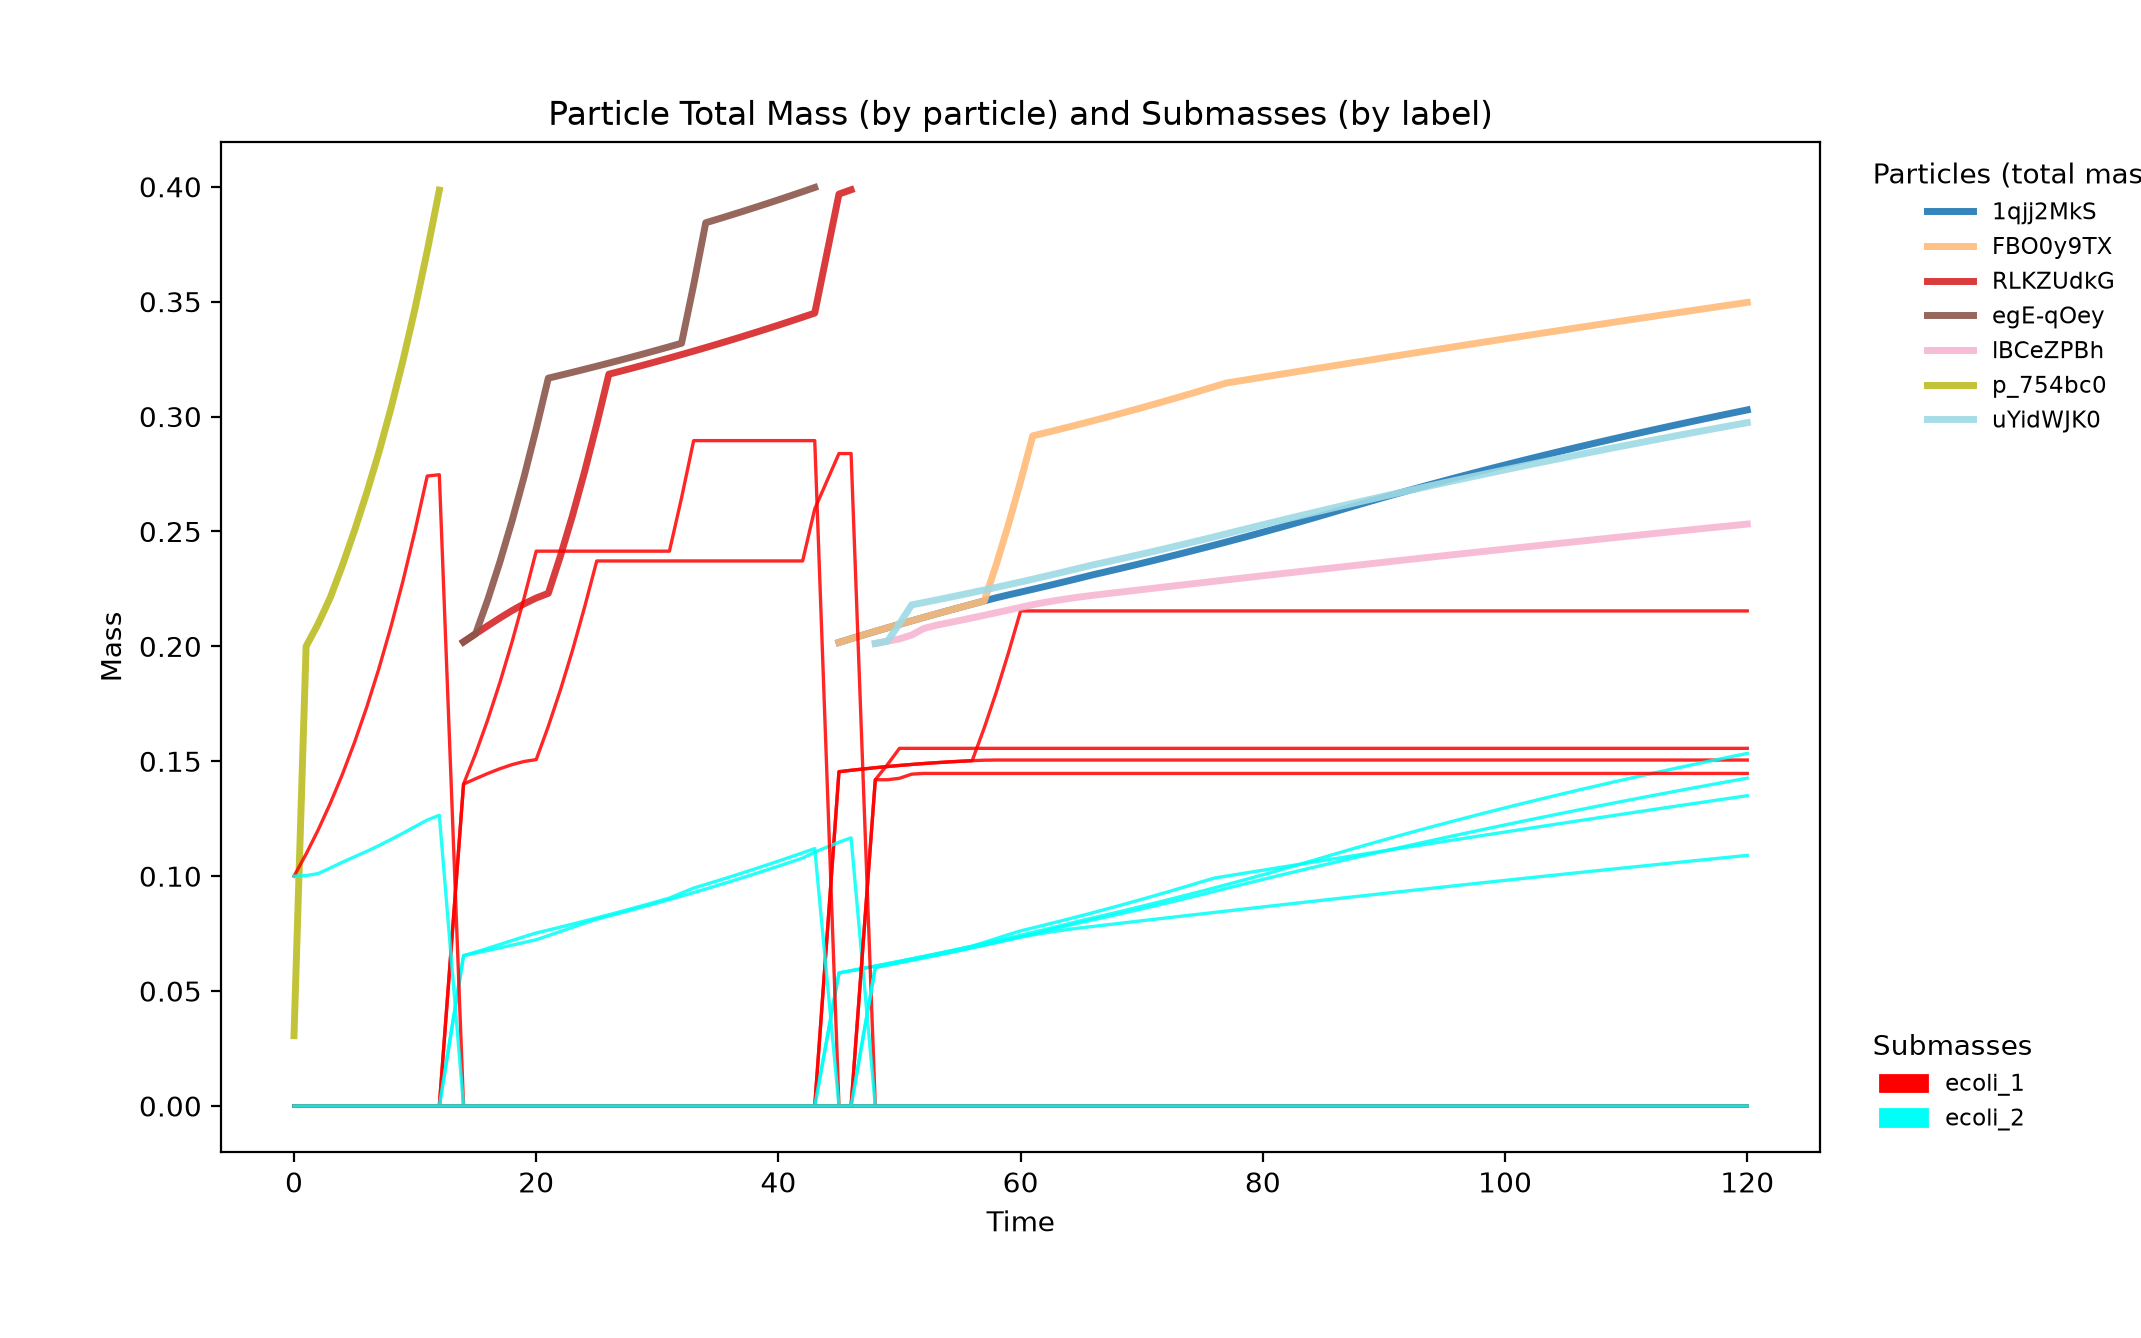 Particle Total Mass (by particle) and Submasses (by label)
Particles (total mas
1qjj2MkS
FBO0y9TX
RLKZUdkG
egE-qOey
lBCeZPBh
p_754bc0
uYidWJK0
0.40
0.35
0.30
0.25
0.20
0.15
0.10
0.05
0.00
Mass
0
20
40
60
80
100
120
Time
Submasses
ecoli_1
ecoli_2